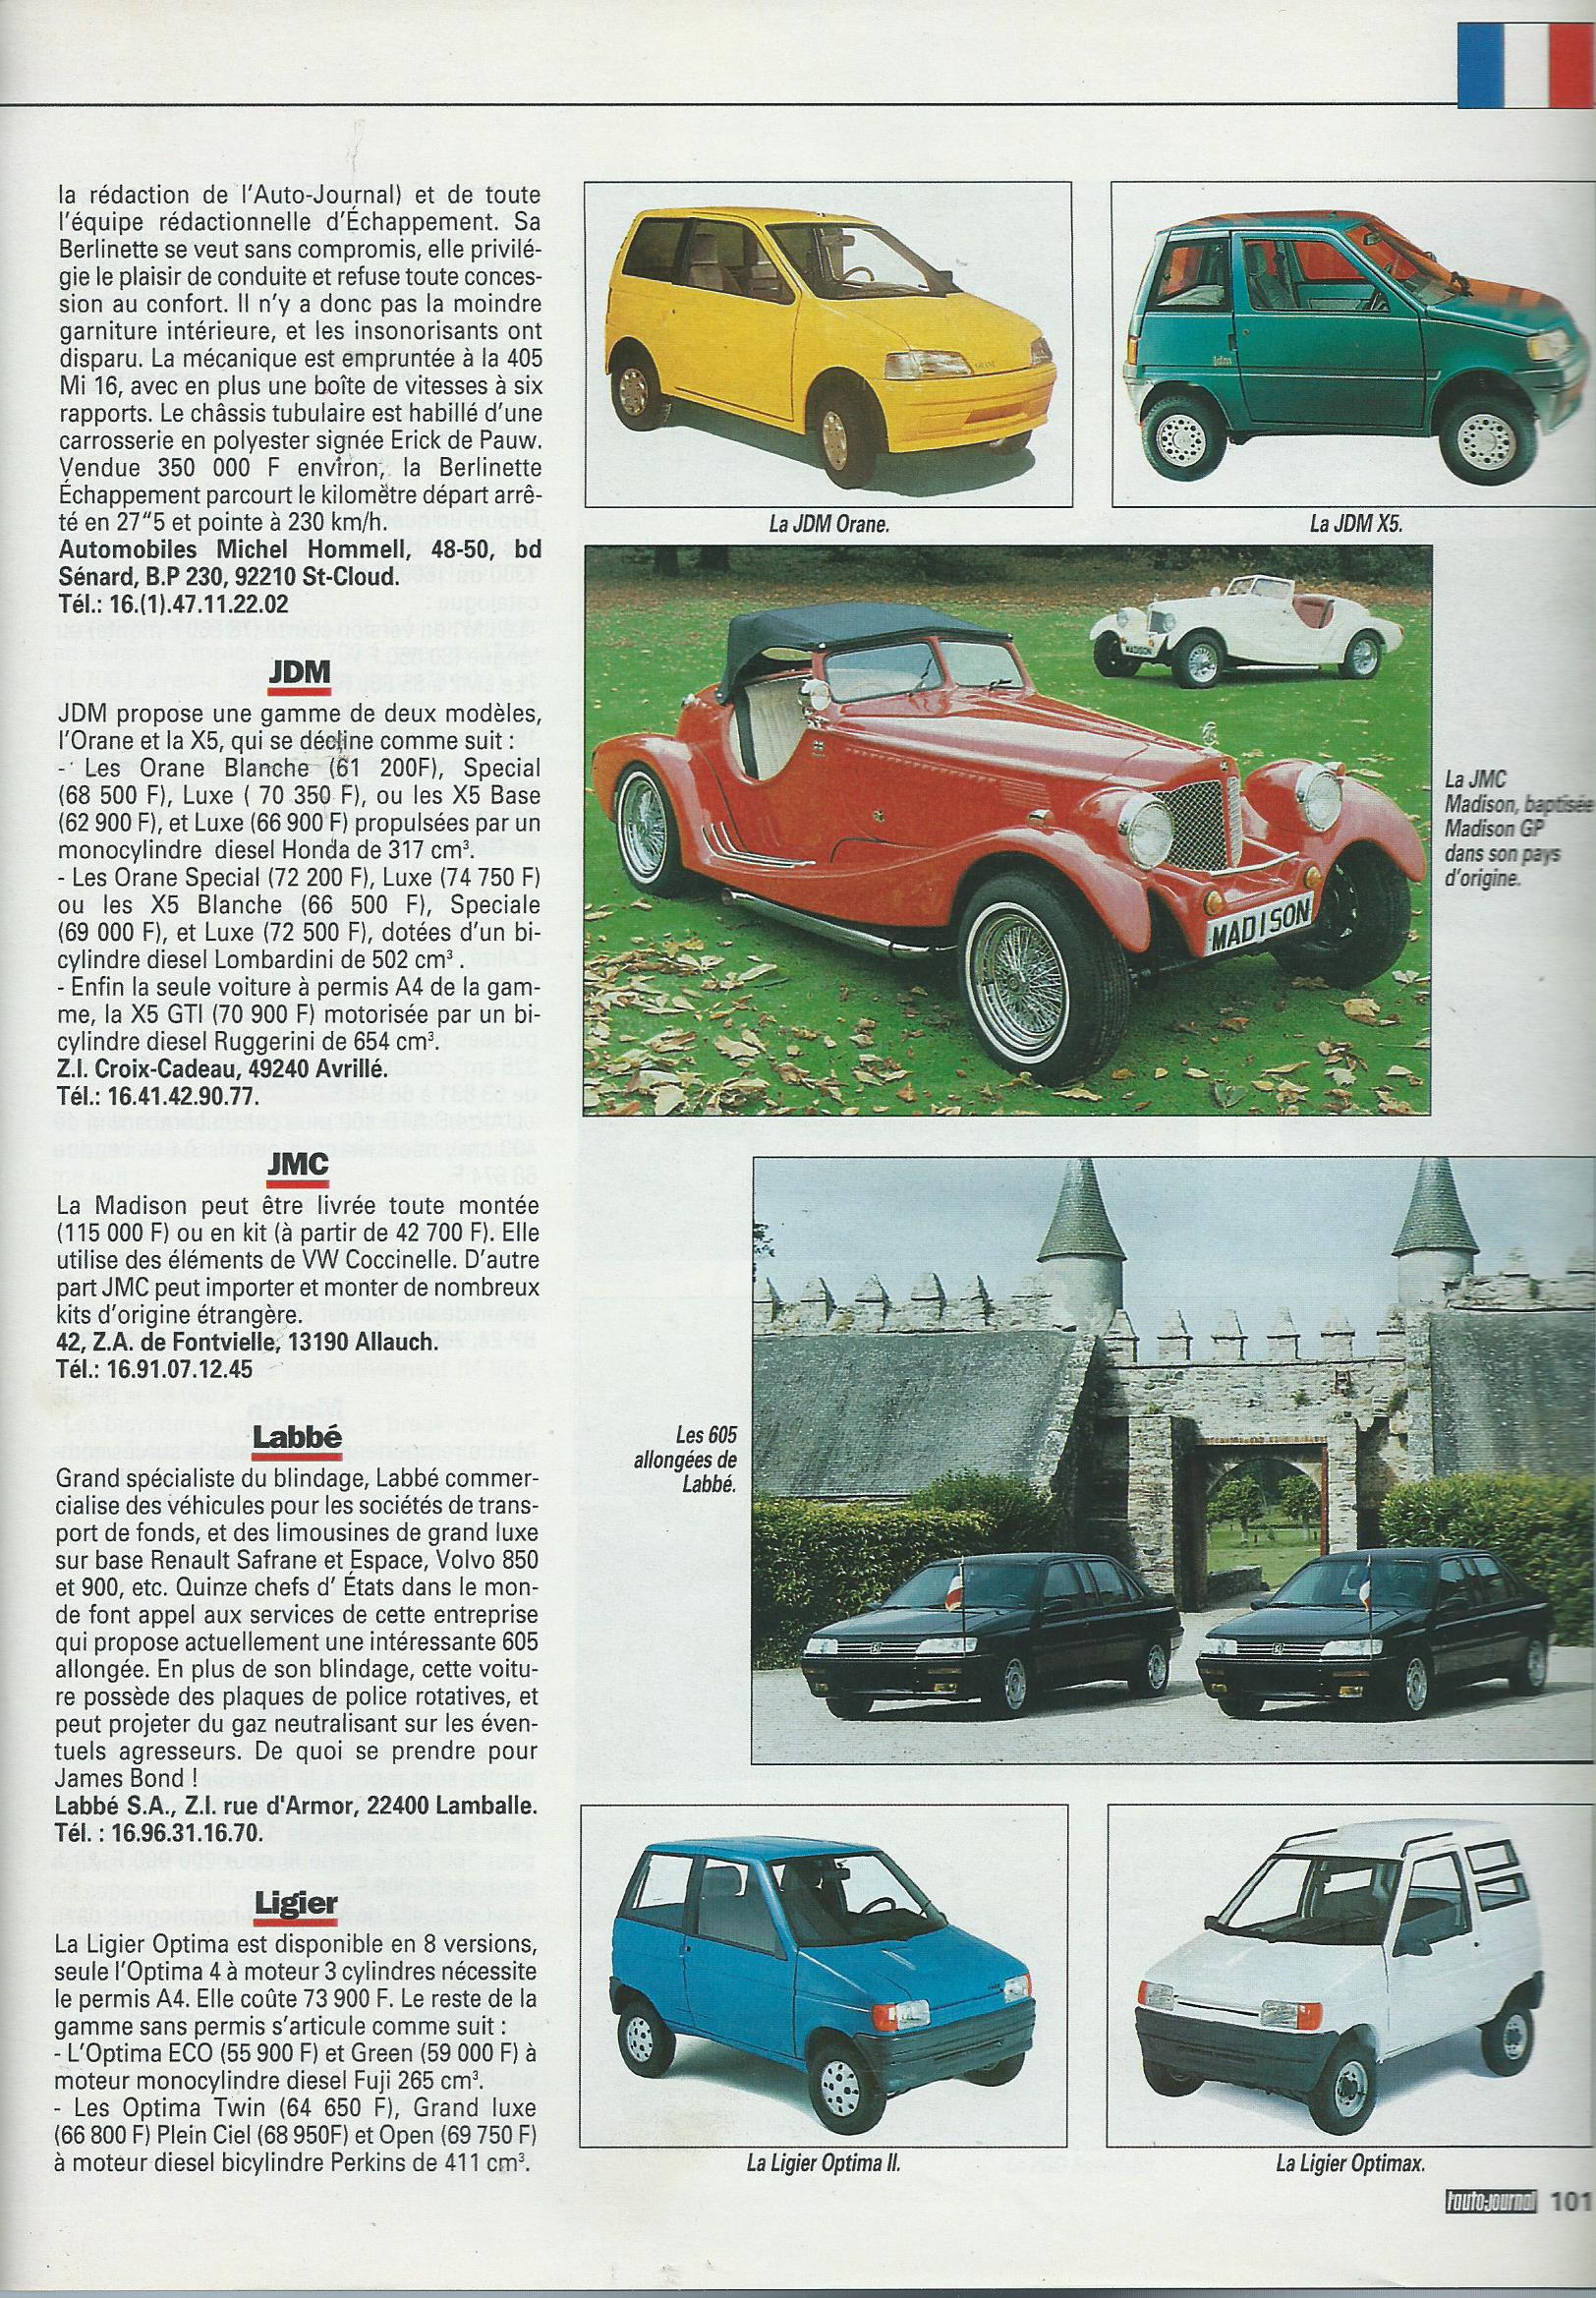 la rédaction de l'Auto-Journal) et de toute
l'équipe rédactionnelle d'Échappement. Sa
Berlinette se veut sans compromis, elle privilé-
gie le plaisir de conduite et refuse toute conces-
sion au confort. Il n'y a donc pas la moindre
garniture intérieure, et les insonorisants ont
disparu. La mécanique est empruntée à la 405
Mi 16, avec en plus une boîte de vitesses à six
rapports. Le châssis tubulaire est habillé d'une
carrosserie en polyester signée Erick de Pauw.
Vendue 350 000 F environ, la Berlinette
Échappement parcourt le kilomètre départ arrê-
té en 27"5 et pointe à 230 km/h.
Automobiles Michel Hommell, 48-50, bd
Sénard, B.P 230, 92210 St-Cloud.
Tél.: 16.(1).47.11.22.02
JDM
JDM propose une gamme de deux modèles,
l'Orane et la X5, qui se décline comme suit :
- Les Orane Blanche (61 200F), Special
(68 500 F), Luxe ( 70 350 F), ou les X5 Base
(62 900 F), et Luxe (66 900 F) propulsées par un
monocylindre diesel Honda de 317 cm³.
- Les Orane Special (72 200 F), Luxe (74 750 F)
ou les X5 Blanche (66 500 F), Speciale
(69 000 F), et Luxe (72 500 F), dotées d'un bi-
cylindre diesel Lombardini de 502 cm³ .
- Enfin la seule voiture à permis A4 de la gam-
me, la X5 GTI (70 900 F) motorisée par un bi-
cylindre diesel Ruggerini de 654 cm³.
Z.I. Croix-Cadeau, 49240 Avrillé.
Tél.: 16.41.42.90.77.
JMC
La Madison peut être livrée toute montée
(115 000 F) ou en kit (à partir de 42 700 F). Elle
utilise des éléments de VW Coccinelle. D'autre
part JMC peut importer et monter de nombreux
kits d'origine étrangère.
42, Z.A. de Fontvielle, 13190 Allauch.
Tél.: 16.91.07.12.45
Labbé
Grand spécialiste du blindage, Labbé commer-
cialise des véhicules pour les sociétés de trans-
port de fonds, et des limousines de grand luxe
sur base Renault Safrane et Espace, Volvo 850
et 900, etc. Quinze chefs d' États dans le mon-
de font appel aux services de cette entreprise
qui propose actuellement une intéressante 605
allongée. En plus de son blindage, cette voitu-
re possède des plaques de police rotatives, et
peut projeter du gaz neutralisant sur les éven-
tuels agresseurs. De quoi se prendre pour
James Bond !
Labbé S.A., Z.I. rue d'Armor, 22400 Lamballe.
Tél. : 16.96.31.16.70.
Ligier
La Ligier Optima est disponible en 8 versions,
seule l'Optima 4 à moteur 3 cylindres nécessite
le permis A4. Elle coûte 73 900 F. Le reste de la
gamme sans permis s'articule comme suit :
- L'Optima ECO (55 900 F) et Green (59 000 F) à
moteur monocylindre diesel Fuji 265 cm³.
- Les Optima Twin (64 650 F), Grand luxe
(66 800 F) Plein Ciel (68 950F) et Open (69 750 F)
à moteur diesel bicylindre Perkins de 411 cm³.
La JDM Orane.
jdm
La JDM X5.
MADISON
MADISON
La JMC
Madison, baptisée
Madison GP
dans son pays
d'origine.
Les 605
allongées de
Labbé.
La Ligier Optima II.
La Ligier Optimax.
l'auto-journal 101